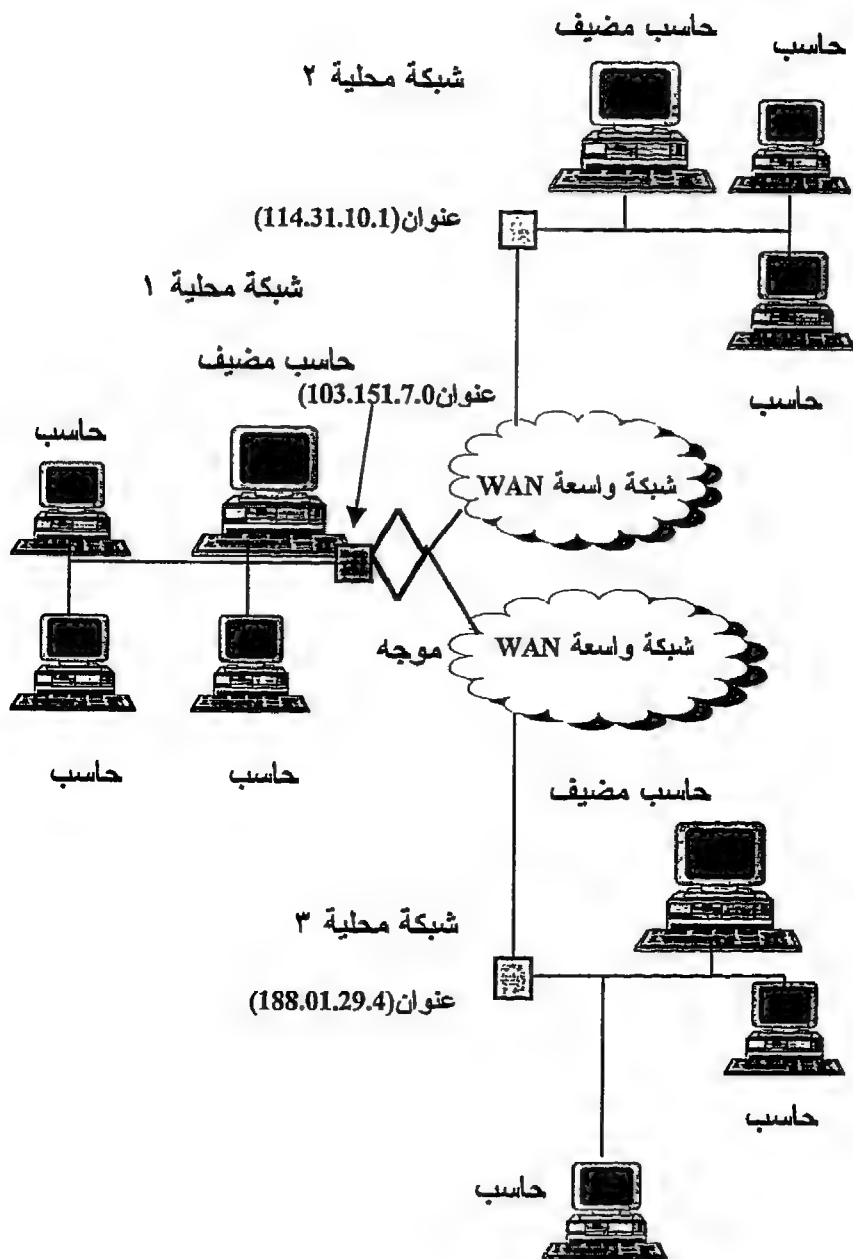 حاسب مضيف
حاسب
شبكة محلية ٢
عنوان(114.31.10.1)
شبكة محلية ١
حاسب مضيف
عنوان103.151.7.0)
حاسب
حاسب
شبكة واسعة WAN
شبكة واسعة WAN
موجه
حاسب
حاسب
حاسب مضيف
شبكة محلية ٣
عنوان(188.01.29.4)
حاسب
حاسب